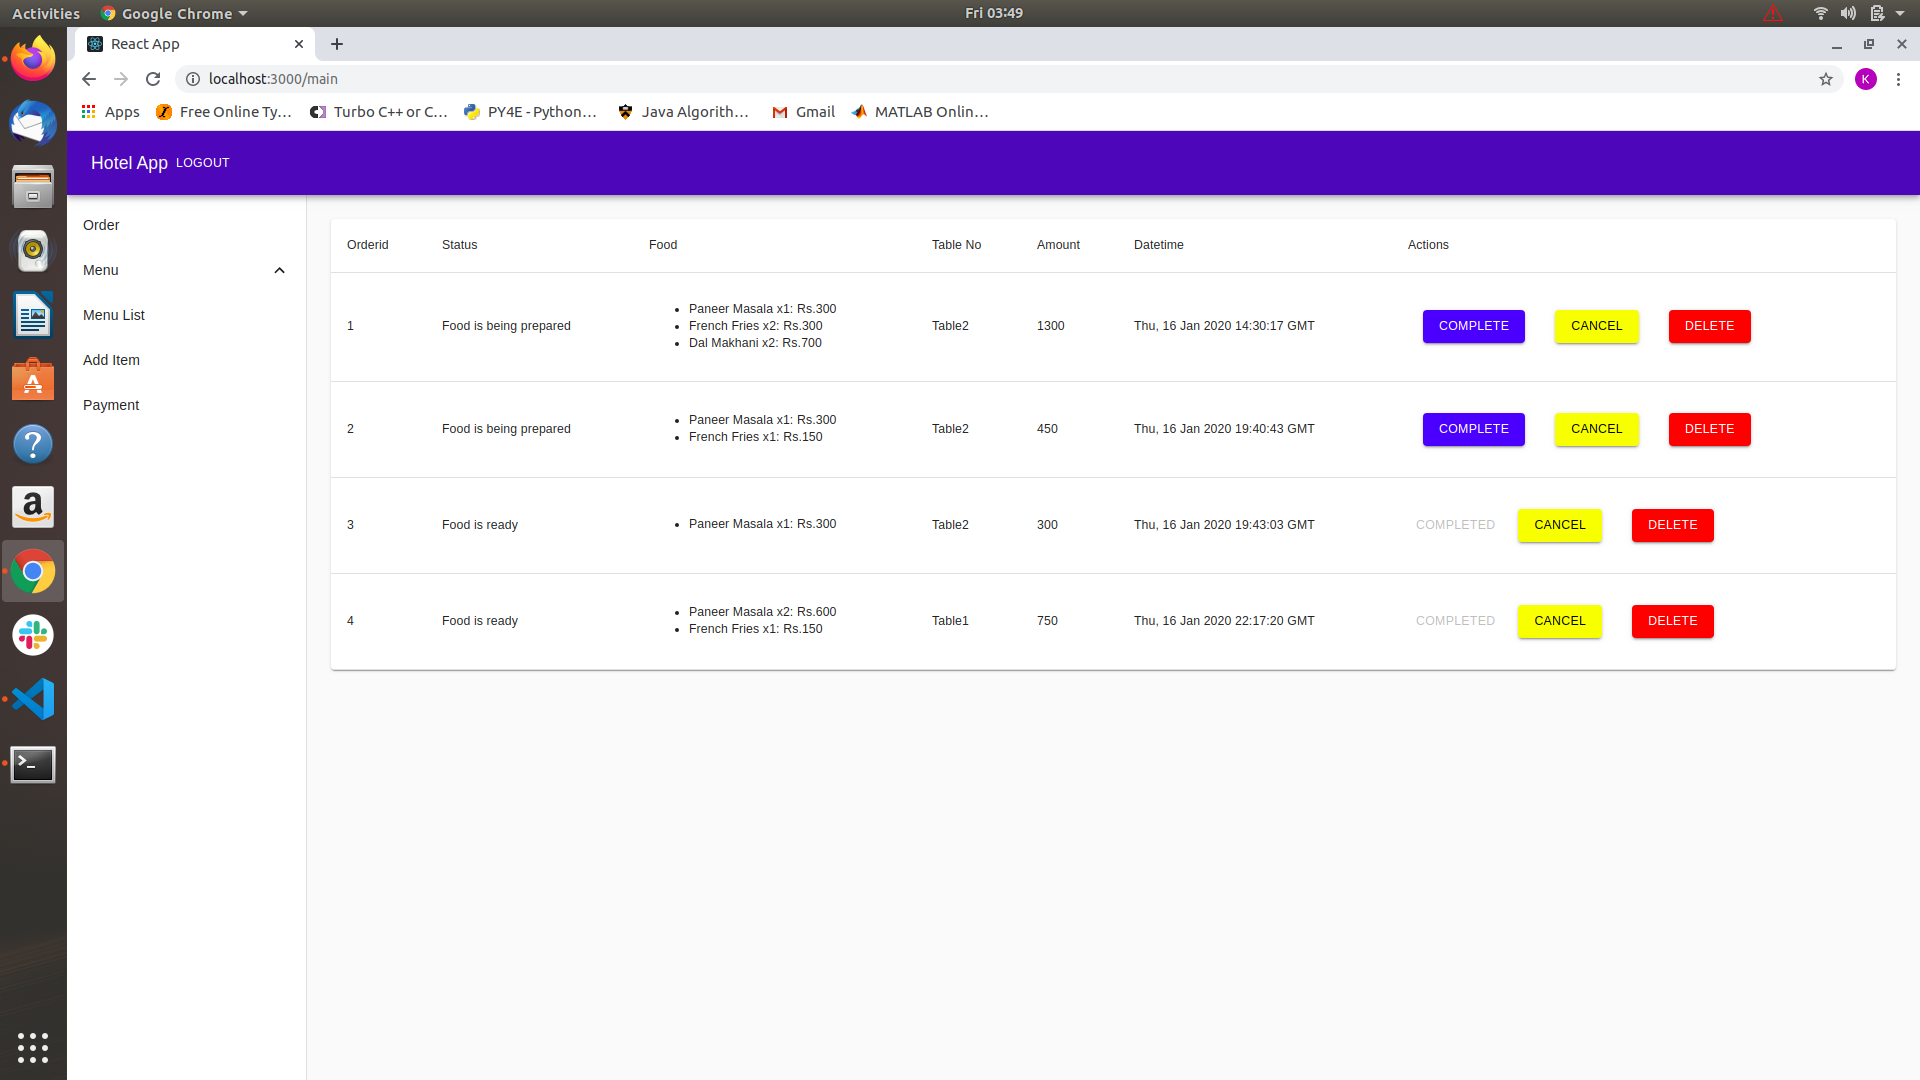 Activities Google Chrome Fri 03:49
React App
localhost:3000/main K
Apps Free Online Ty... Turbo C++ or C... PY4E - Python... Java Algorith... Gmail MATLAB Onlin...
Hotel App LOGOUT
Order
Menu
Menu List
Add Item
Payment
Orderid Status Food Table No Amount Datetime Actions
1 Food is being prepared
• Paneer Masala x1: Rs.300
• French Fries x2: Rs.300
• Dal Makhani x2: Rs.700
Table2 1300 Thu, 16 Jan 2020 14:30:17 GMT COMPLETE CANCEL DELETE
2 Food is being prepared
• Paneer Masala x1: Rs.300
• French Fries x1: Rs.150
Table2 450 Thu, 16 Jan 2020 19:40:43 GMT COMPLETE CANCEL DELETE
3 Food is ready
• Paneer Masala x1: Rs.300
Table2 300 Thu, 16 Jan 2020 19:43:03 GMT COMPLETED CANCEL DELETE
4 Food is ready
• Paneer Masala x2: Rs.600
• French Fries x1: Rs.150
Table1 750 Thu, 16 Jan 2020 22:17:20 GMT COMPLETED CANCEL DELETE